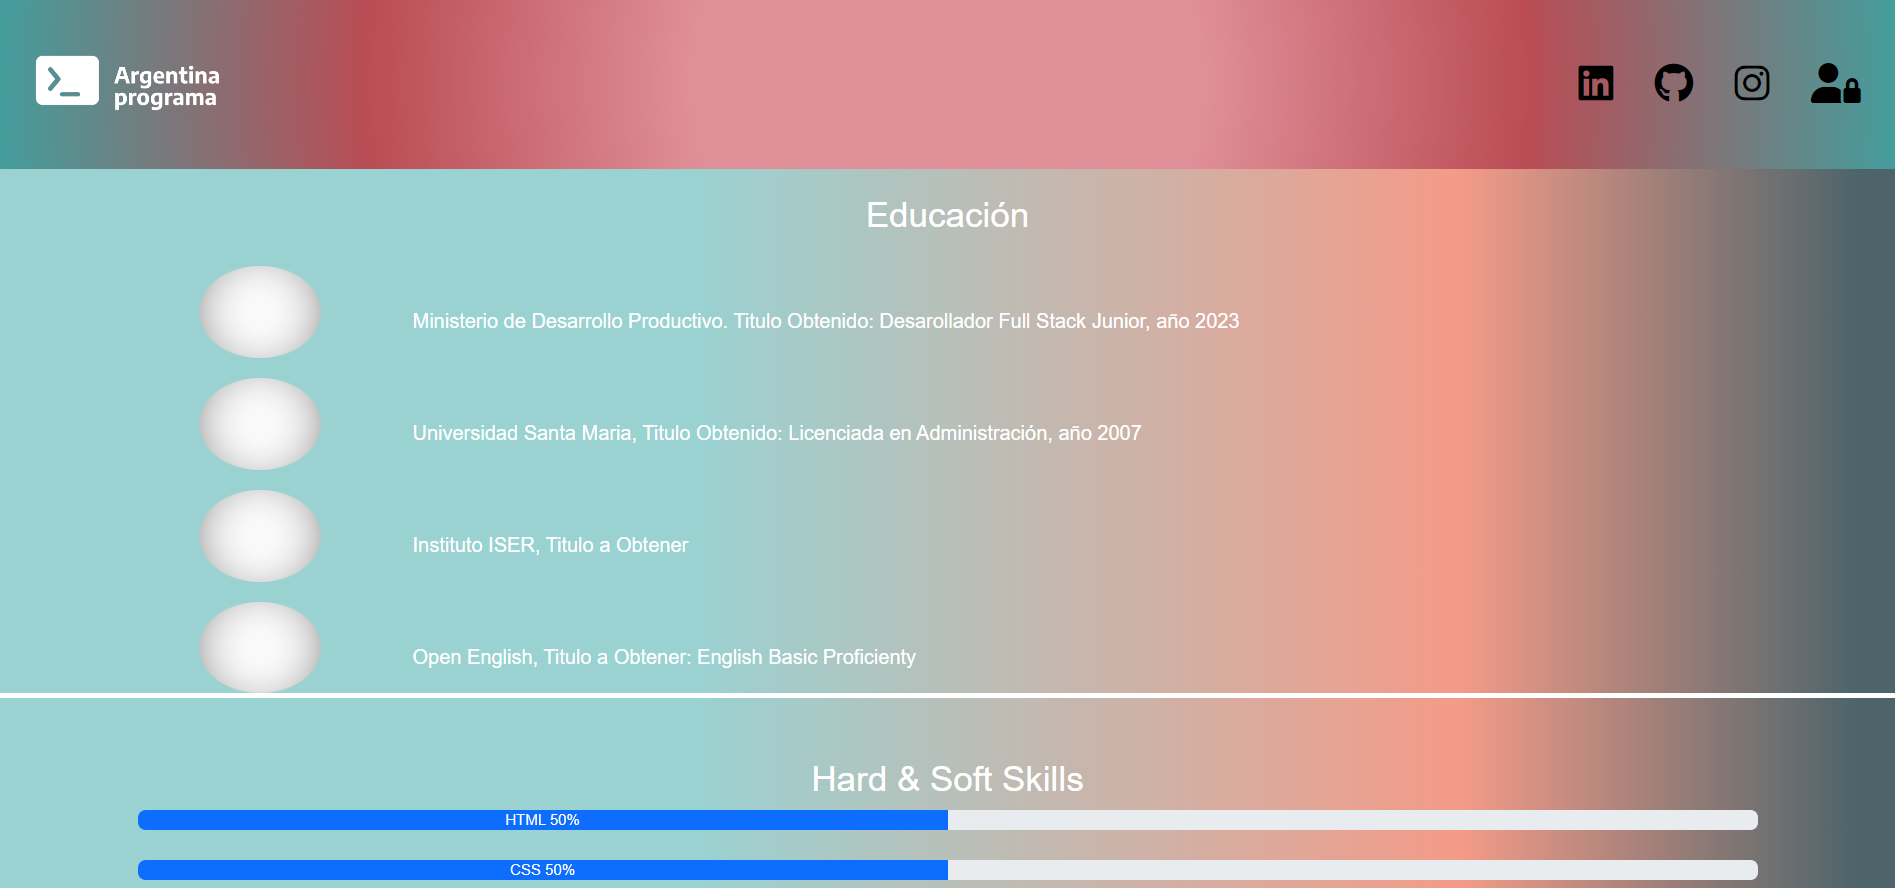 Argentina
programa
Educación
Ministerio de Desarrollo Productivo. Titulo Obtenido: Desarollador Full Stack Junior, año 2023
Universidad Santa Maria, Titulo Obtenido: Licenciada en Administración, año 2007
Instituto ISER, Titulo a Obtener
Open English, Titulo a Obtener: English Basic Proficienty
Hard & Soft Skills
HTML 50%
CSS 50%